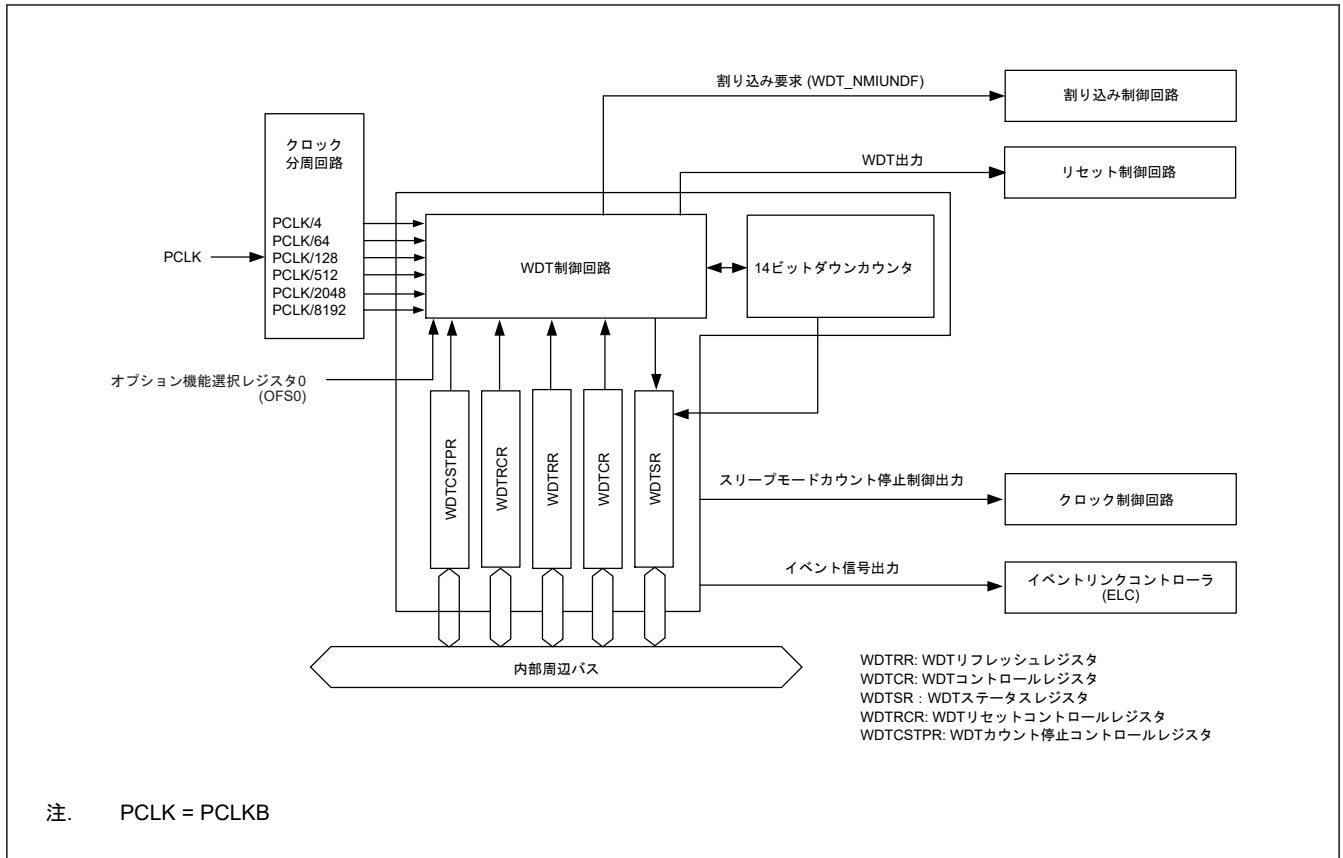 割り込み要求 (WDT_NMIUNDF)
割り込み制御回路
クロック
分周回路
WDT出力
リセット制御回路
PCLK/4
PCLK/64
PCLK/128
PCLK/512
PCLK/2048
PCLK/8192
PCLK
WDT制御回路
14ビットダウンカウンタ
オプション機能選択レジスタ0
(OFS0)
WDTCSTPR
WDTRCR
WDTRR
WDTCR
WDTSR
スリープモードカウント停止制御出力
クロック制御回路
イベント信号出力
イベントリンクコントローラ
(ELC)
内部周辺バス
WDTRR: WDTリフレッシュレジスタ
WDTCR: WDTコントロールレジスタ
WDTSR : WDTステータスレジスタ
WDTRCR: WDTリセットコントロールレジスタ
WDTCSTPR: WDTカウント停止コントロールレジスタ
注. PCLK = PCLKB